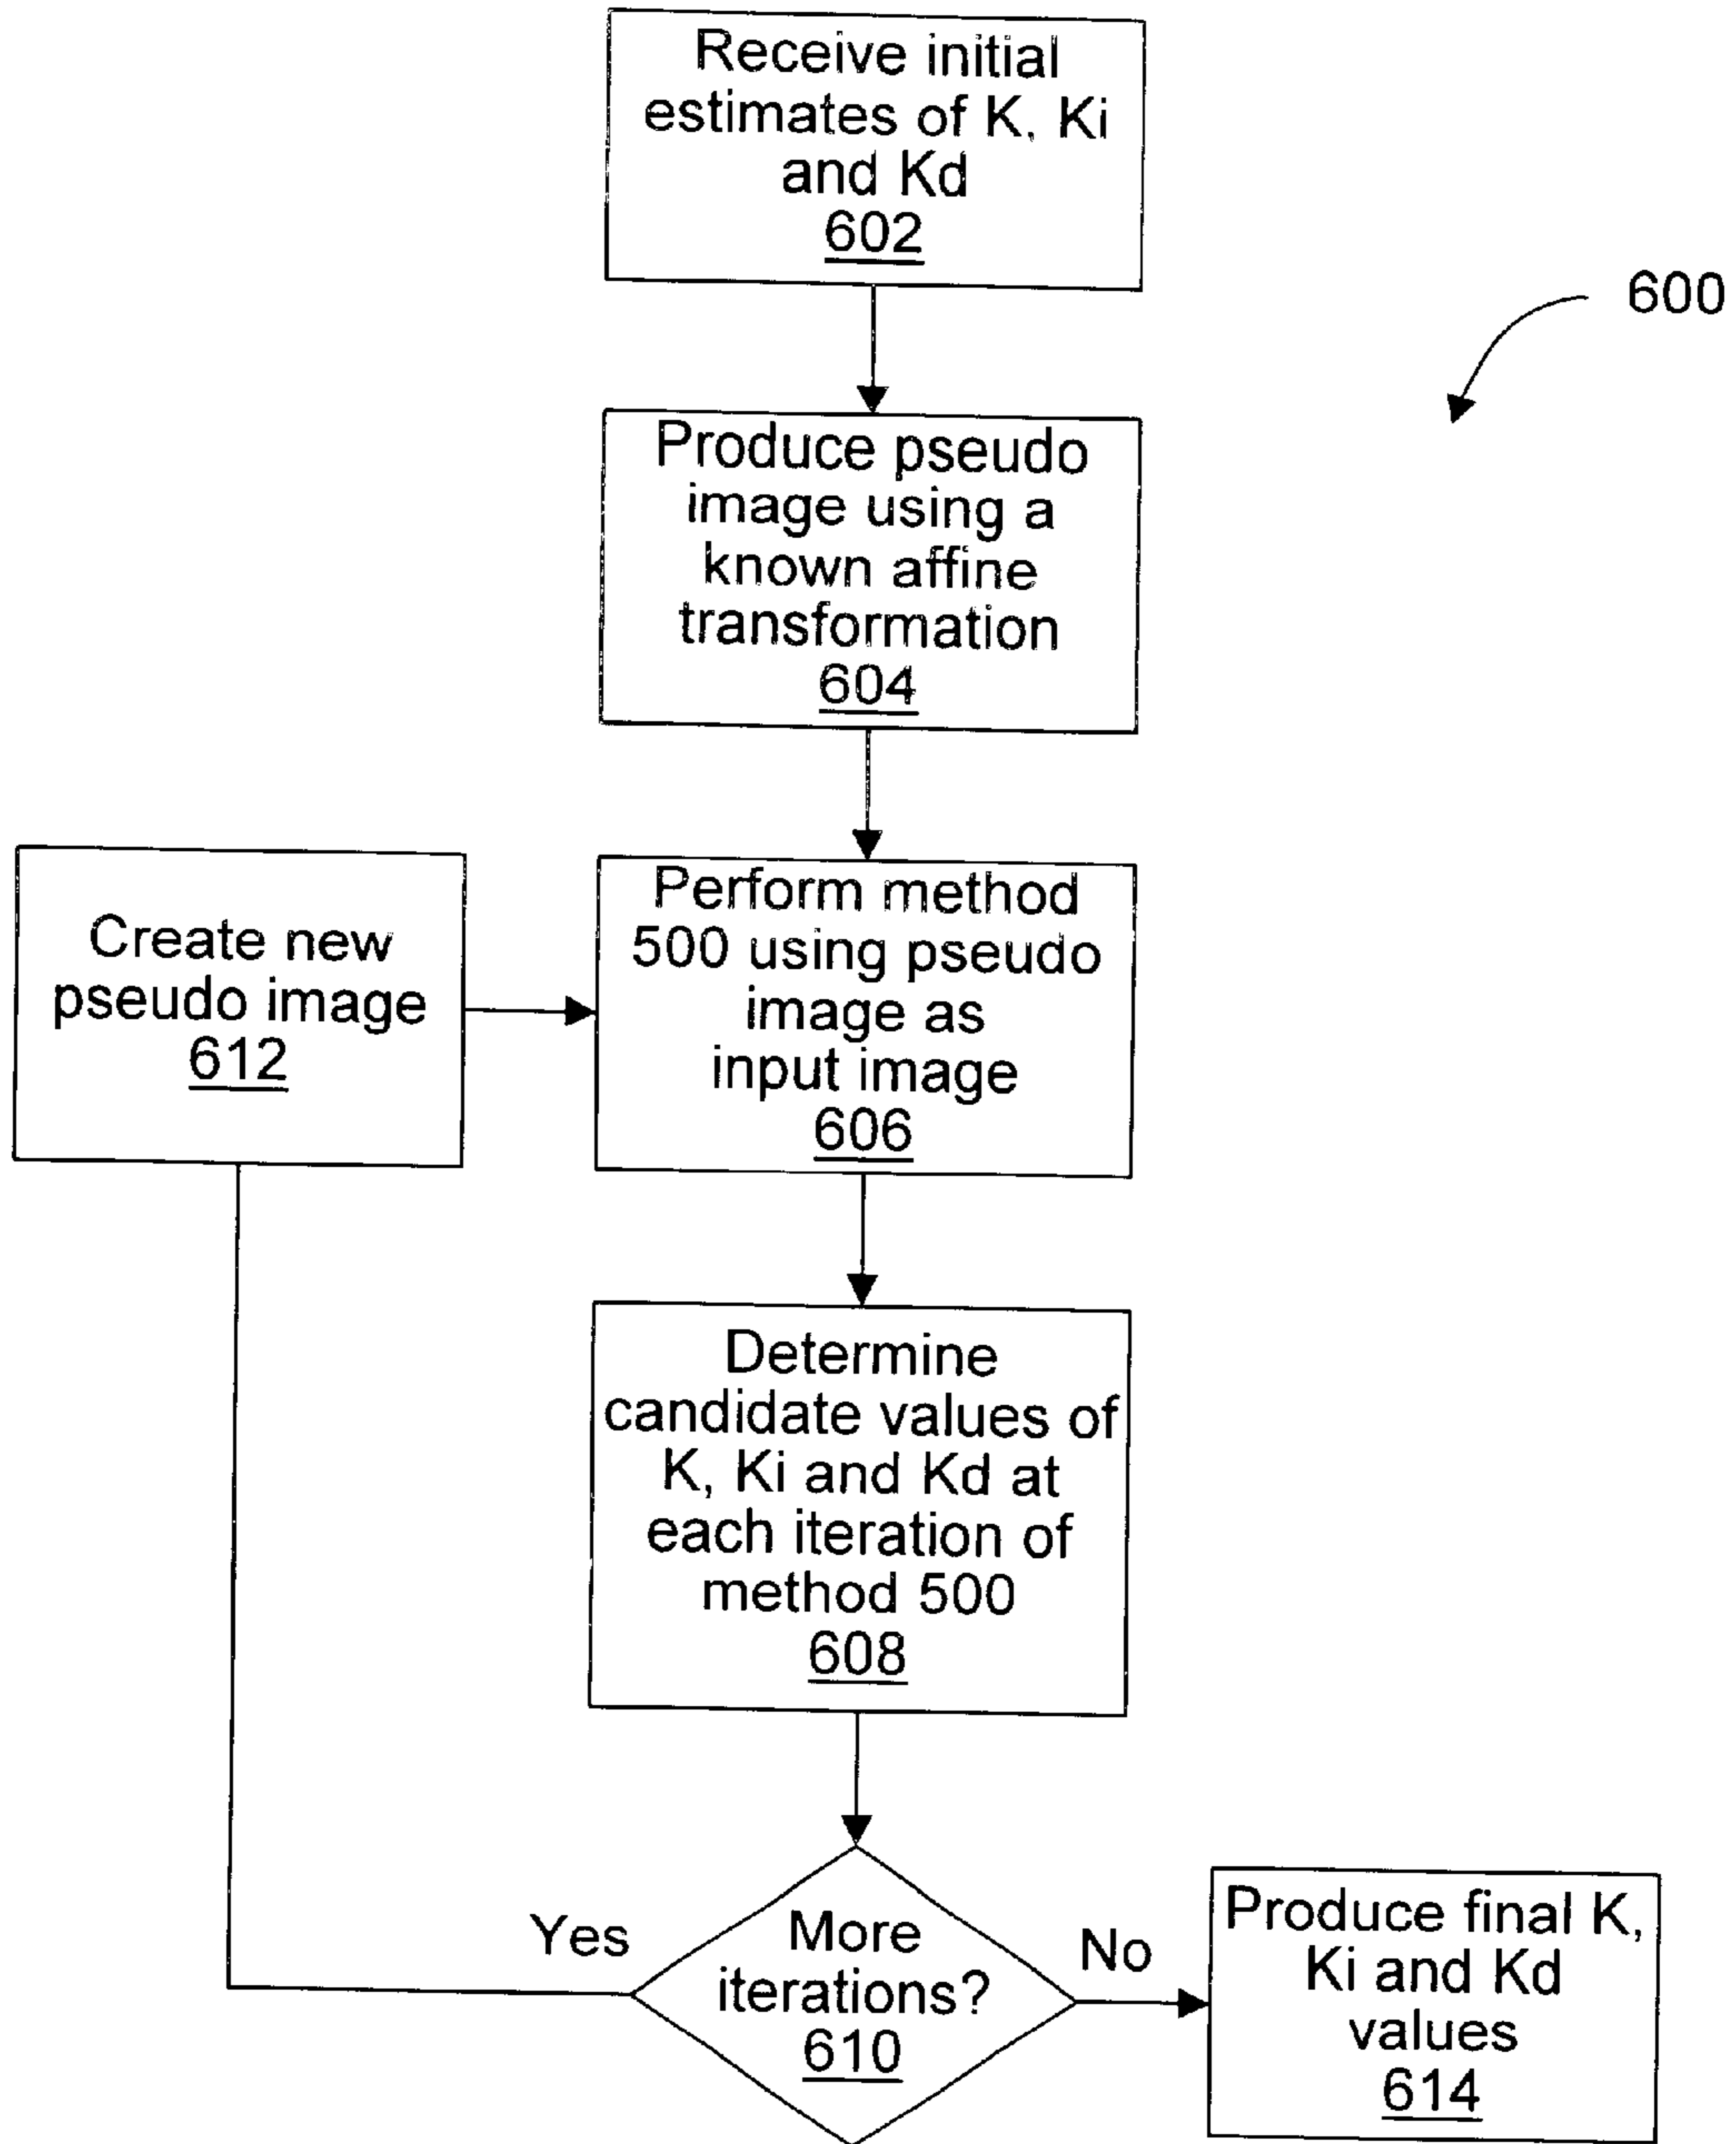 Receive initial
estimates of K, Ki
and Kd
602
600
Produce pseudo
image using a
known affine
transformation
604
Create new
pseudo image
612
Perform method
500 using pseudo
image as
input image
606
Determine
candidate values of
K, Ki and Kd at
each iteration of
method 500
608
Yes
More
iterations?
610
No
Produce final K,
Ki and Kd
values
614